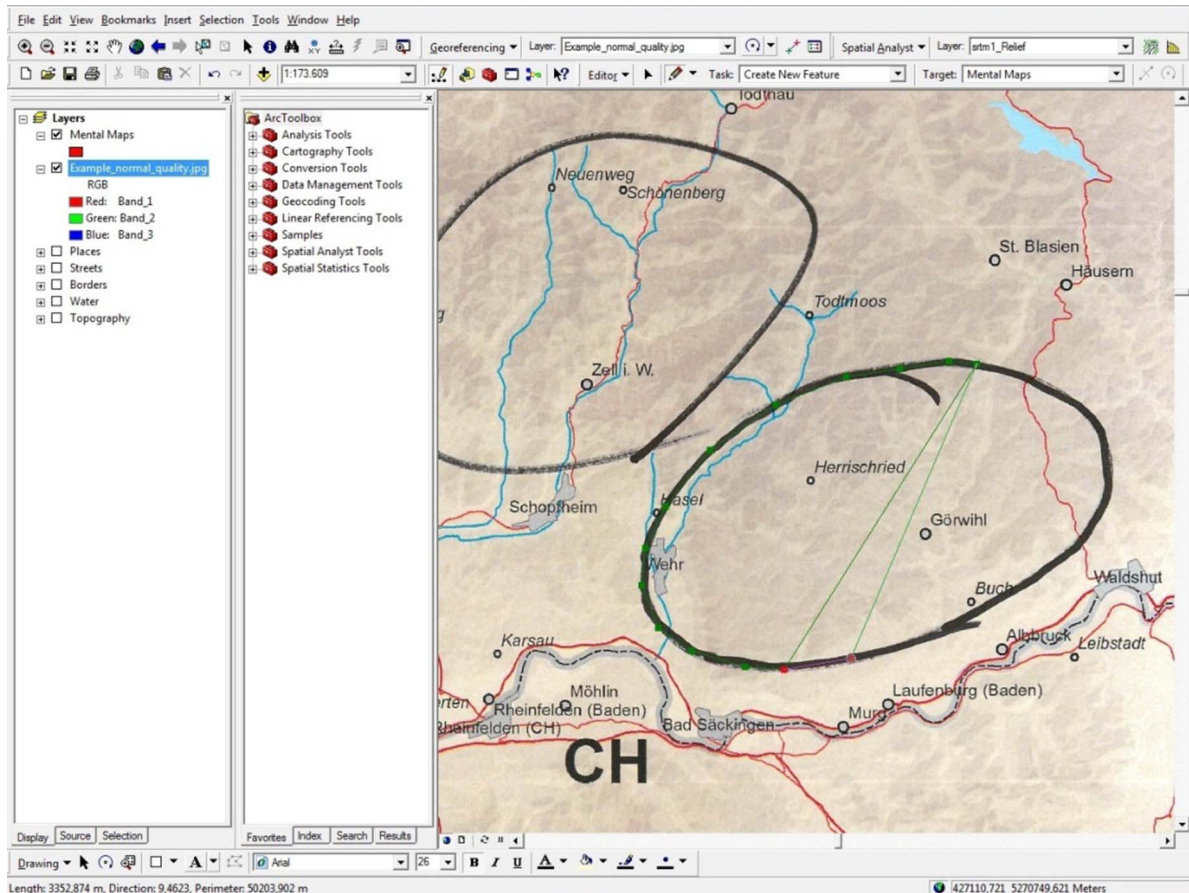 File Edit View Bookmarks Insert Selection Tools Window Help
Georeferencing Layer: Example_normal_quality.jpg Spatial Analyst Layer: srtm1_Relief
1:173.609 Editor Task: Create New Feature Target: Mental Maps
Layers
Mental Maps
Example_normal_quality.jpg
RGB
Red: Band_1
Green: Band_2
Blue: Band_3
Places
Streets
Borders
Water
Topography
Display Source Selection
ArcToolbox
Analysis Tools
Cartography Tools
Conversion Tools
Data Management Tools
Geocoding Tools
Linear Referencing Tools
Samples
Spatial Analyst Tools
Spatial Statistics Tools
Favorites Index Search Results
Todtnau
Neuenweg
Schönenberg
St. Blasien
Häusern
Todtmoos
Zell i. W.
Herrischried
Schopfheim
Hasel
Görwihl
Wehr
Waldshut
Buch
Karsau
Albbruck
Leibstadt
Möhlin
Laufenburg (Baden)
Rheinfelden (Baden)
Rheinfelden (CH)
Bad Säckingen
Murg
CH
Drawing A Arial 26 B I U A
Length: 3352,874 m, Direction: 9.4623, Perimeter: 50203,902 m
427110,721 5270749,621 Meters